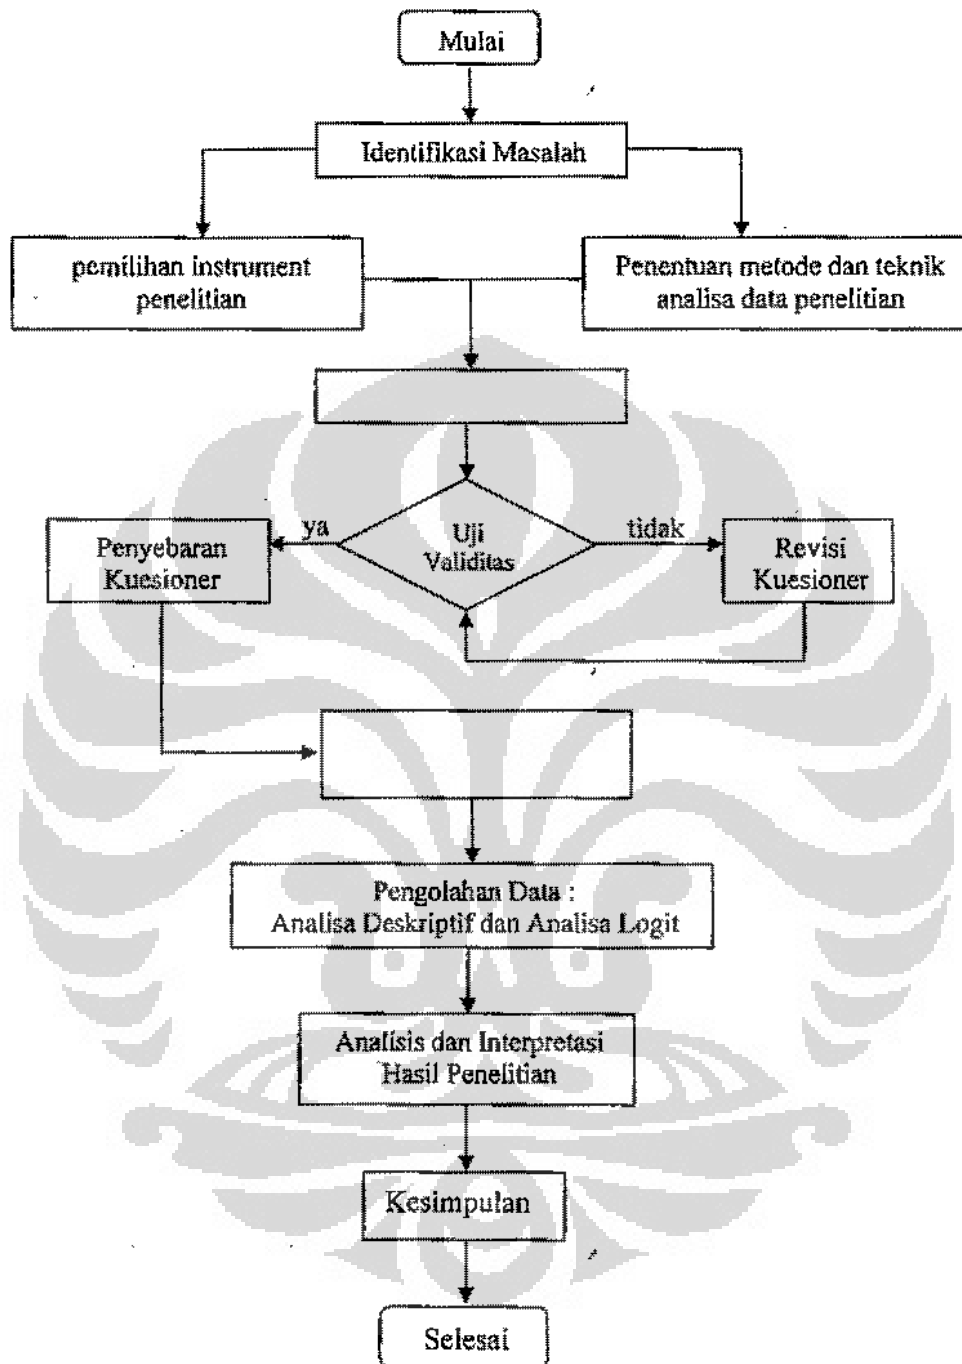 Mulai
Identifikasi Masalah
pemilihan instrument
penelitian
Penentuan metode dan teknik
analisa data penelitian
ya
Uji
Validitas
tidak
Penyebaran
Kuesioner
Revisi
Kuesioner
Pengolahan Data :
Analisa Deskriptif dan Analisa Logit
Analisis dan Interpretasi
Hasil Penelitian
Kesimpulan
Selesai